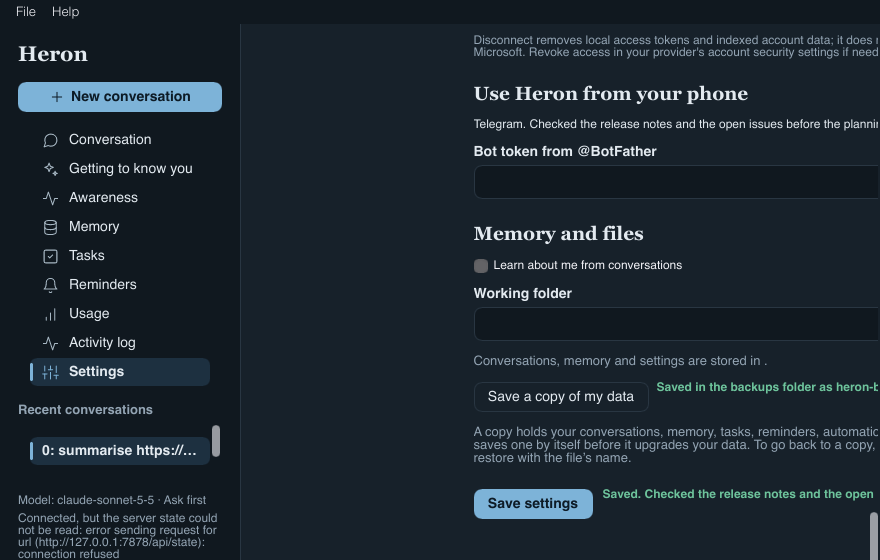 File Help
Heron
+ New conversation
Conversation
Getting to know you
Awareness
Memory
Tasks
Reminders
Usage
Activity log
Settings
Recent conversations
0: summarise https://...
Model: claude-sonnet-5-5 · Ask first
Connected, but the server state could
not be read: error sending request for
url (http://127.0.0.1:7878/api/state):
connection refused
Disconnect removes local access tokens and indexed account data; it does
Microsoft. Revoke access in your provider's account security settings if need
Use Heron from your phone
Telegram. Checked the release notes and the open issues before the
Bot token from @BotFather
Memory and files
Learn about me from conversations
Working folder
Conversations, memory and settings are stored in .
Save a copy of my data
Saved in the backups folder as
A copy holds your conversations, memory, tasks, reminders,
saves one by itself before it upgrades your data. To go back to a copy,
restore with the file's name.
Save settings
Saved. Checked the release notes and the open